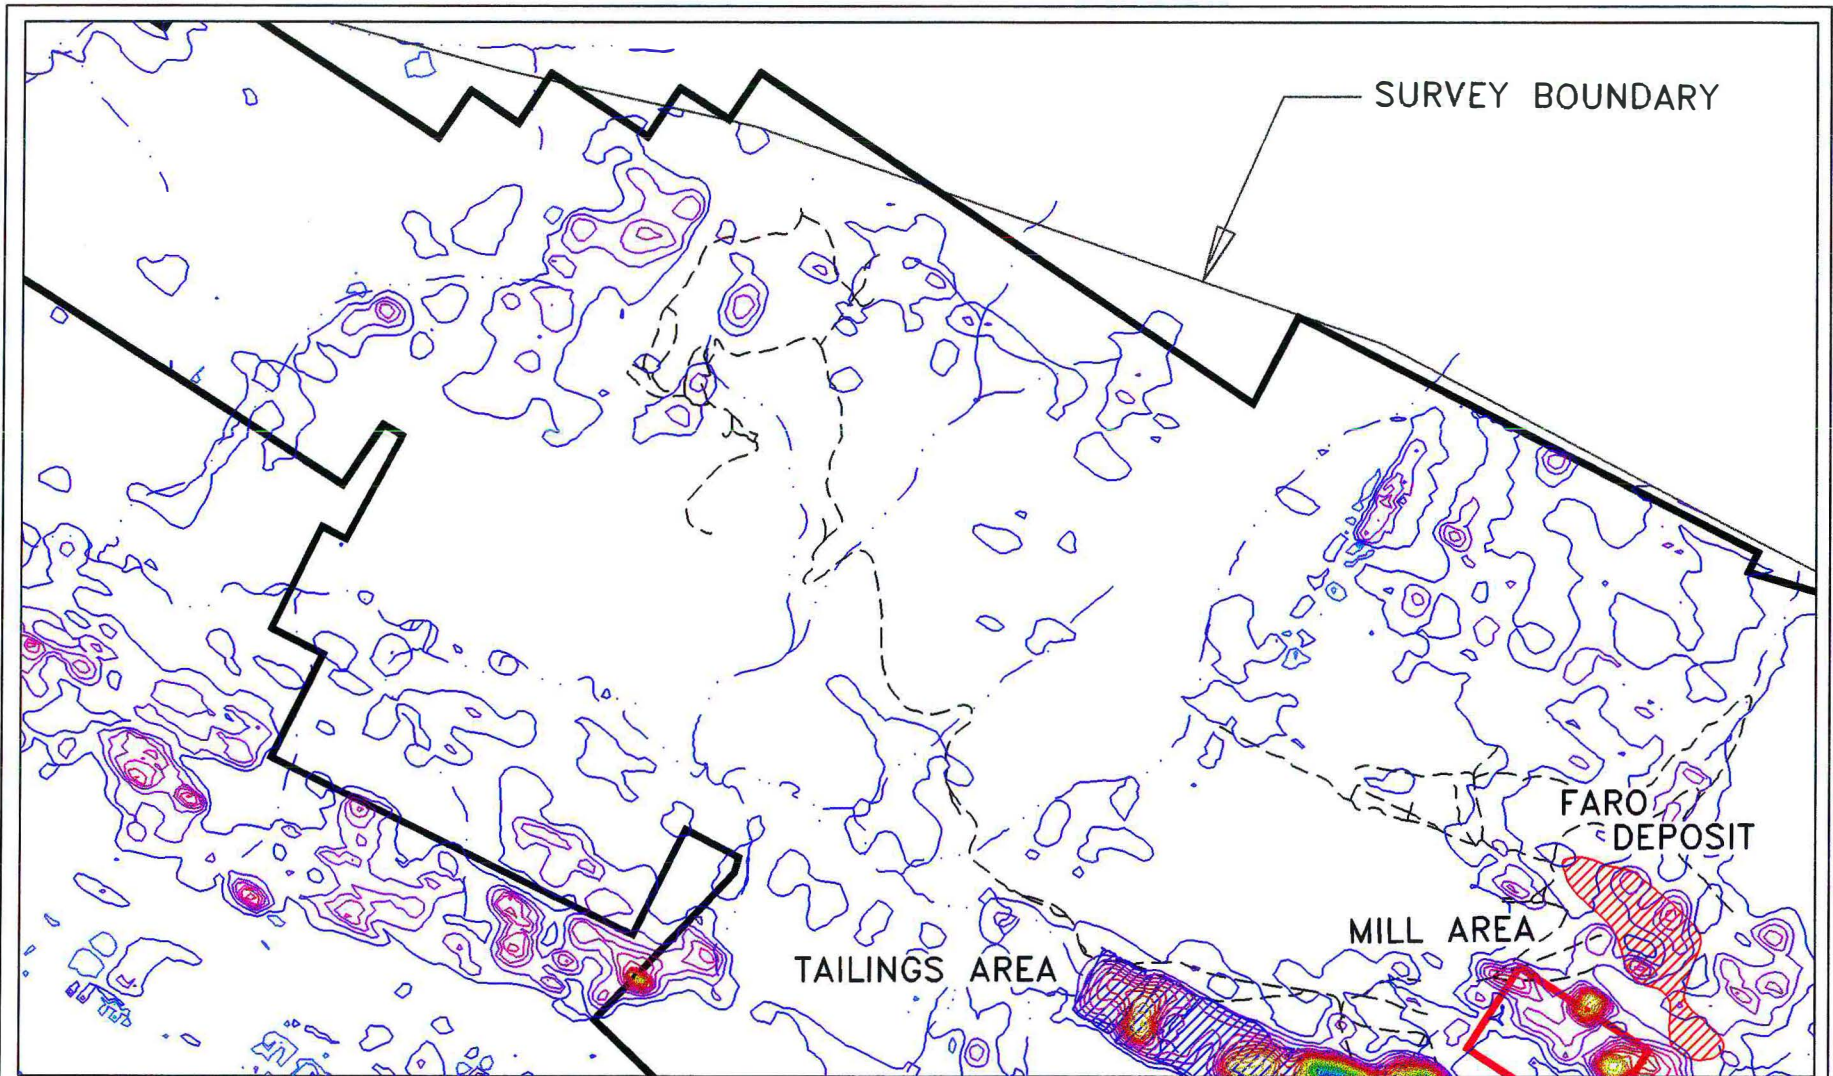 SURVEY BOUNDARY
FARO
DEPOSIT
MILL AREA
TAILINGS AREA